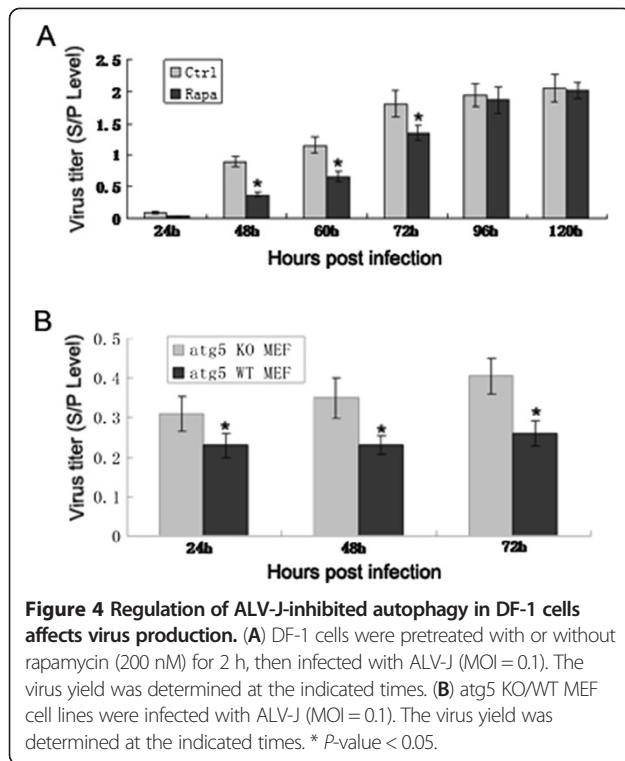 A
Ctrl
Rapa
Virus titer (S/P Level)
2.5
2
1.5
1
0.5
0
* * *
24h 48h 60h 72h 96h 120h
Hours post infection
B
atg5 KO MEF
atg5 WT MEF
Virus titer (S/P Level)
0.5
0.4
0.3
0.2
0.1
0
* * *
24h 48h 72h
Hours post infection
Figure 4 Regulation of ALV-J-inhibited autophagy in DF-1 cells
affects virus production. (A) DF-1 cells were pretreated with or without
rapamycin (200 nM) for 2 h, then infected with ALV-J (MOI = 0.1). The
virus yield was determined at the indicated times. (B) atg5 KO/WT MEF
cell lines were infected with ALV-J (MOI = 0.1). The virus yield was
determined at the indicated times. * P-value < 0.05.